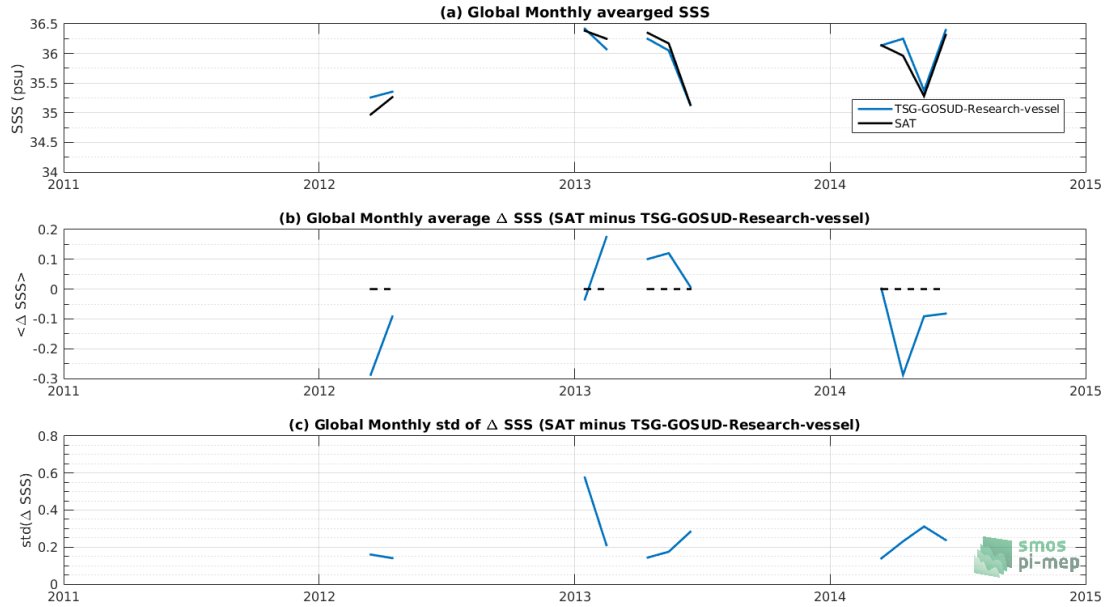 (a) Global Monthly avearged SSS
SSS (psu)
36.5
36
35.5
35
34.5
34
2011 2012 2013 2014 2015
TSG-GOSUD-Research-vessel
SAT
(b) Global Monthly average Δ SSS (SAT minus TSG-GOSUD-Research-vessel)
<Δ SSS>
0.2
0.1
0
-0.1
-0.2
-0.3
2011 2012 2013 2014 2015
(c) Global Monthly std of Δ SSS (SAT minus TSG-GOSUD-Research-vessel)
std(Δ SSS)
0.8
0.6
0.4
0.2
0
2011 2012 2013 2014 2015
smos
pi-mep